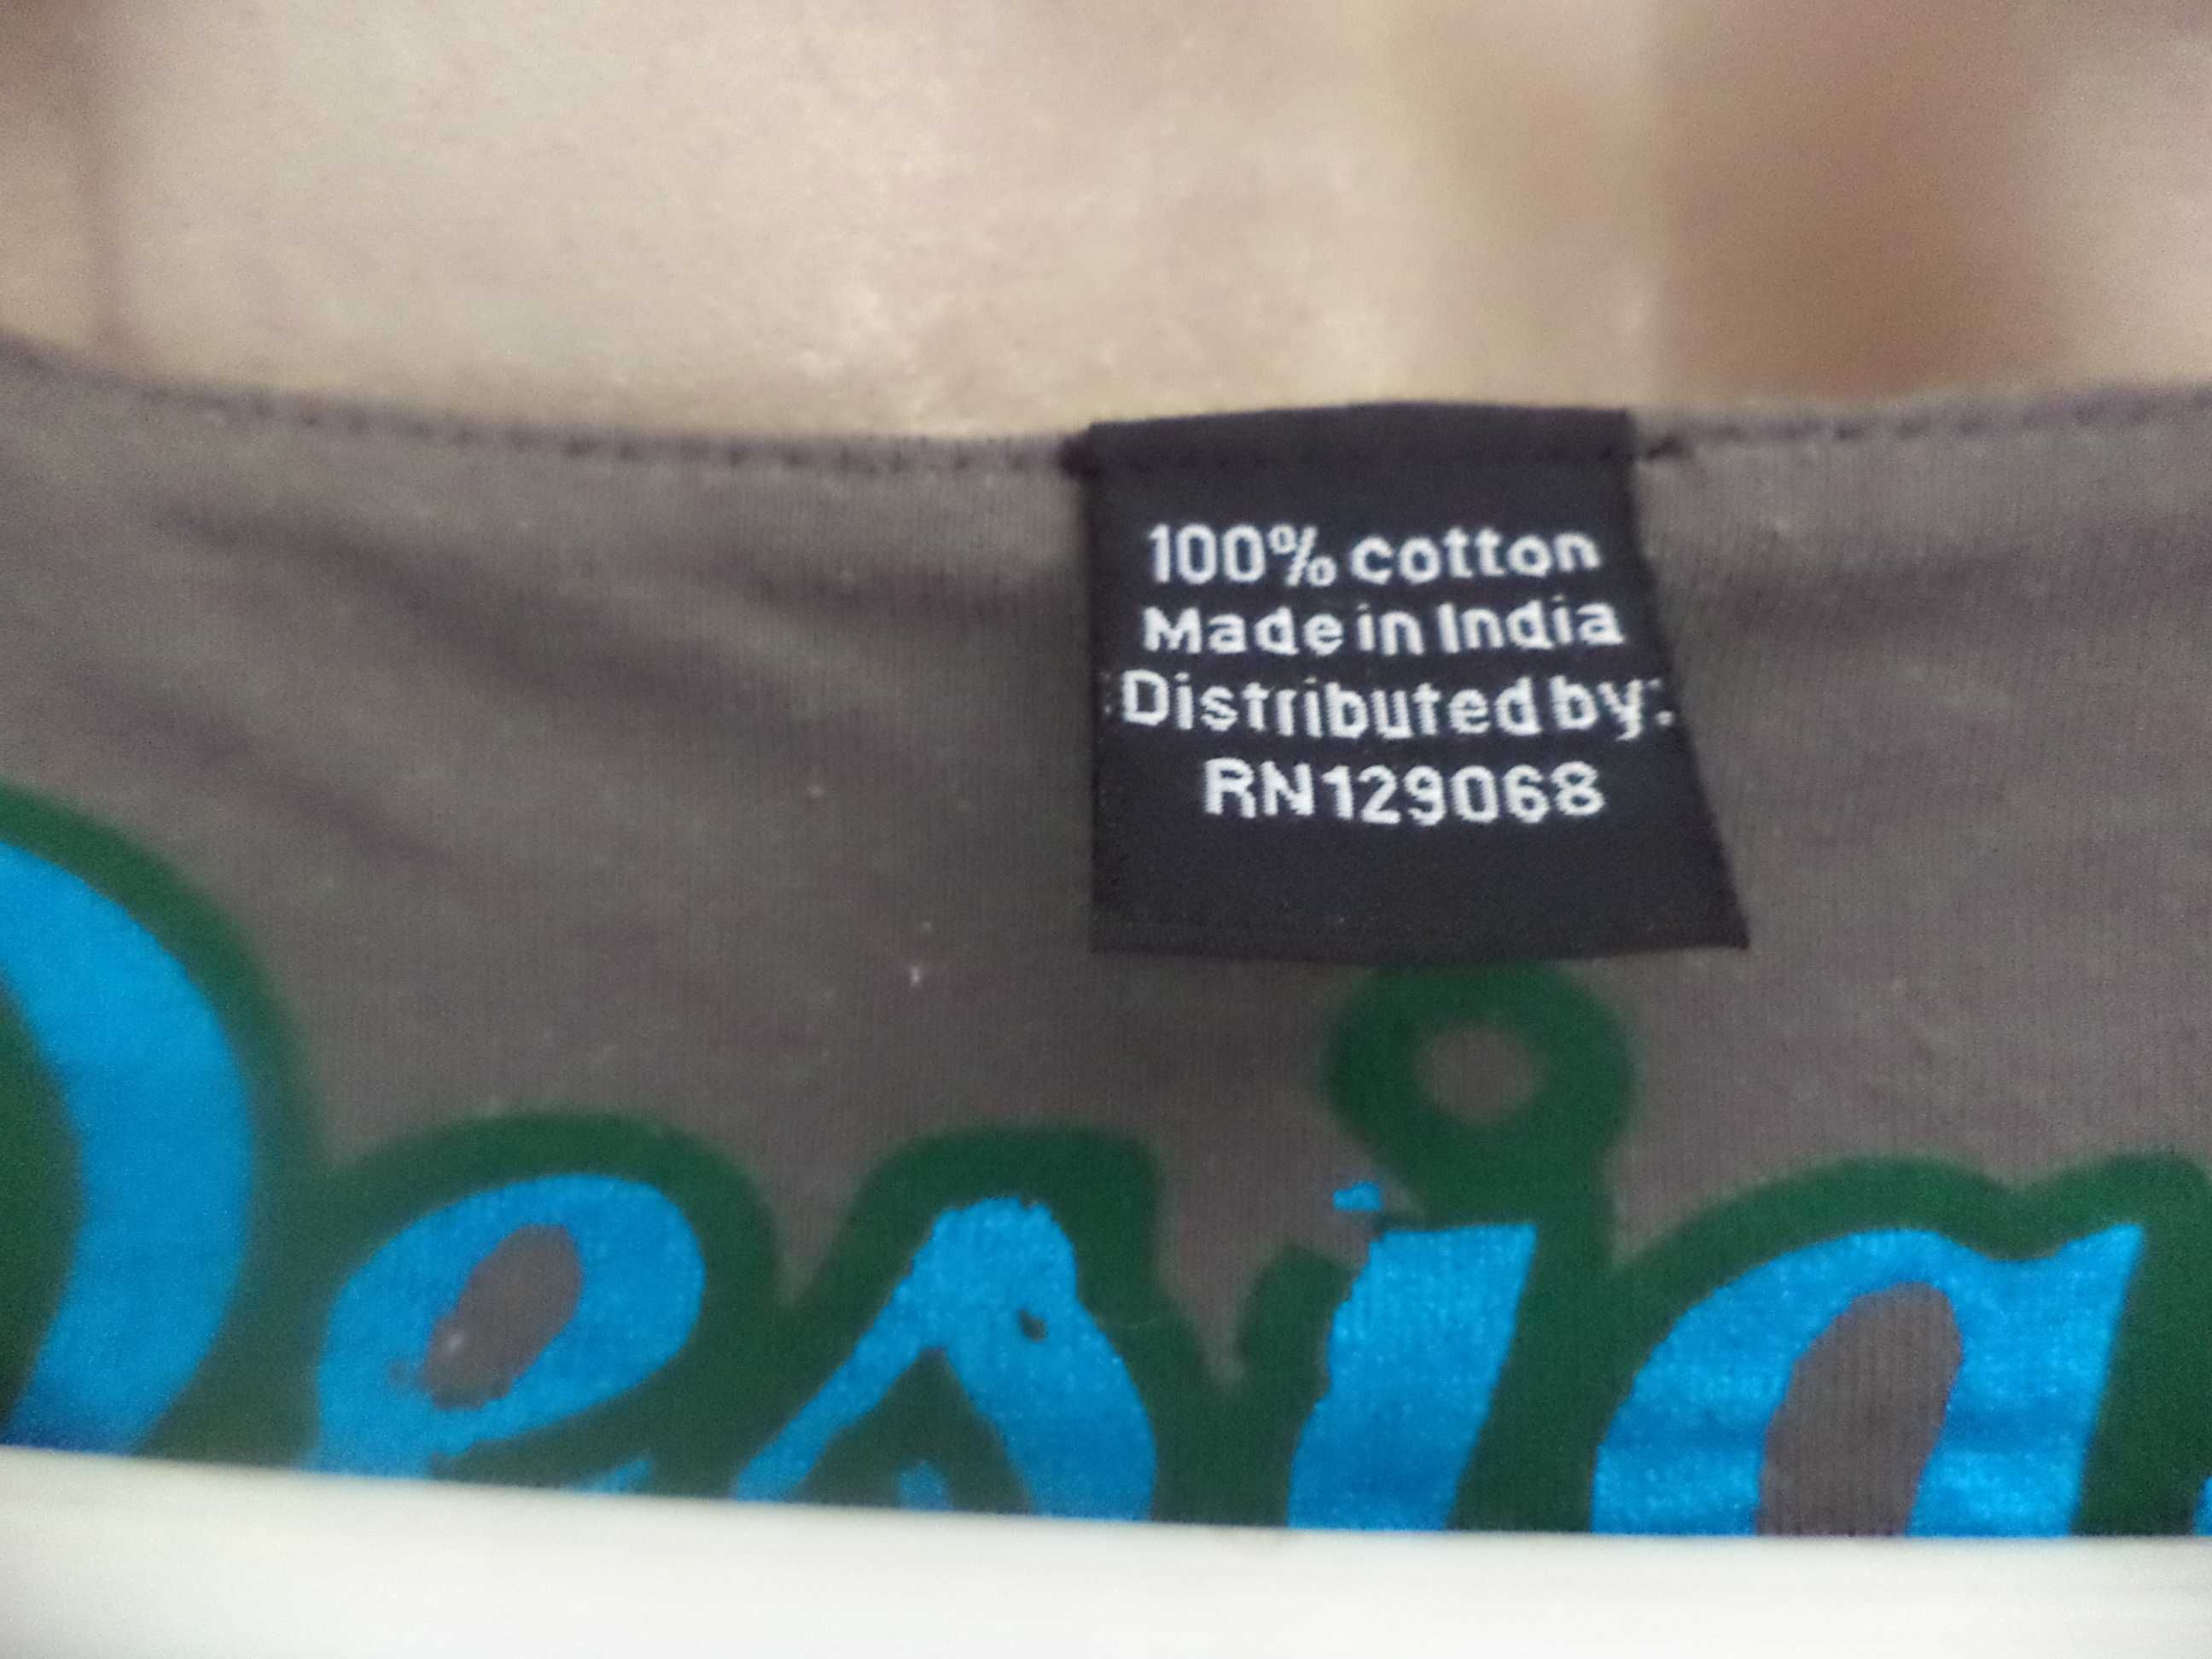 100% cotton
Made in India
Distributed by:
RN129068